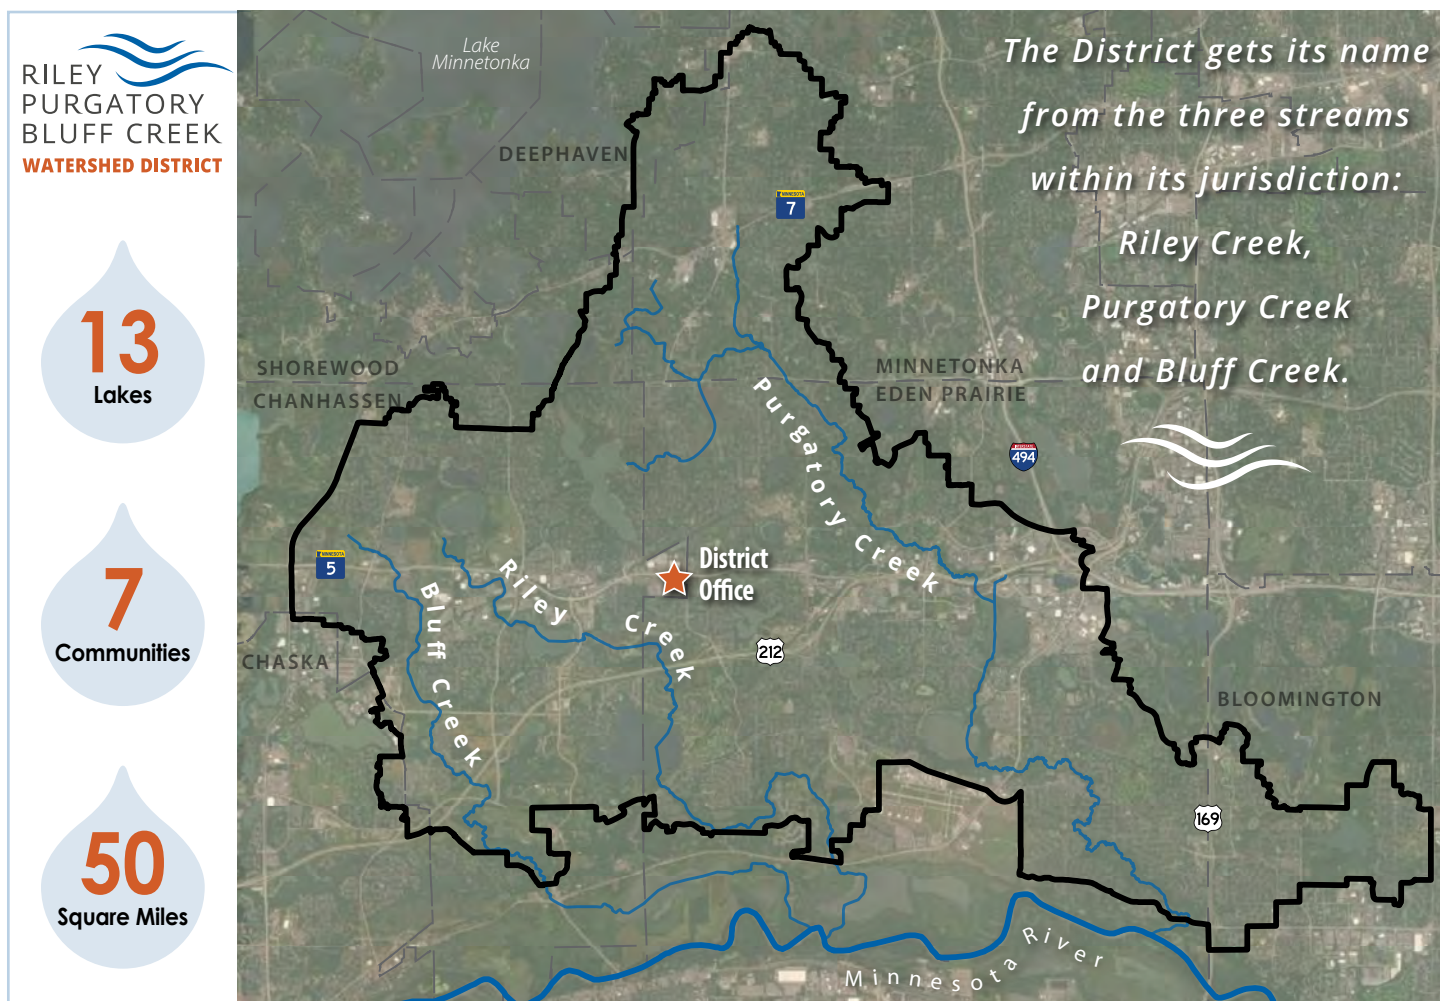 RILEY
PURGATORY
BLUFF CREEK
WATERSHED DISTRICT
13
Lakes
7
Communities
50
Square Miles
The District gets its name
from the three streams
within its jurisdiction:
Riley Creek,
Purgatory Creek
and Bluff Creek.
Lake
Minnetonka
DEEPHAVEN
MINNESOTA
7
SHOREWOOD
CHANHASSEN
MINNETONKA
EDEN PRAIRIE
INTERSTATE
494
Purgatory Creek
MINNESOTA
5
Bluff Creek
Riley Creek
District
Office
212
CHASKA
BLOOMINGTON
169
Minnesota River